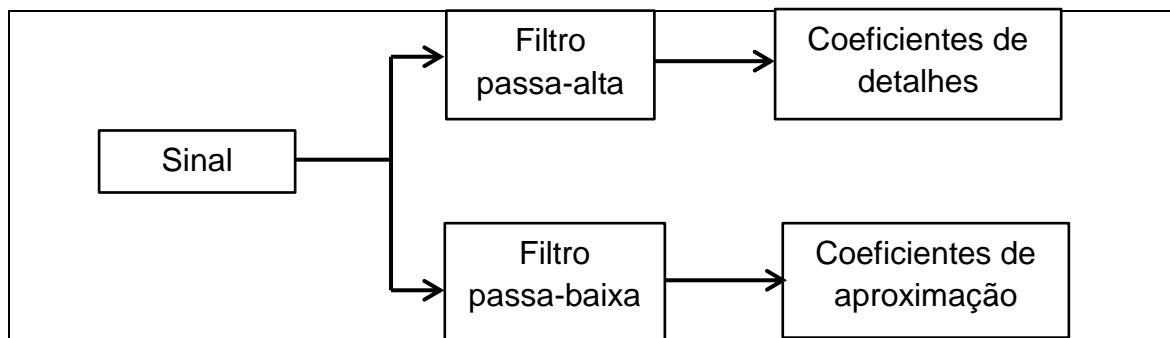 Filtro
passa-alta
Coeficientes de
detalhes
Sinal
Filtro
passa-baixa
Coeficientes de
aproximação